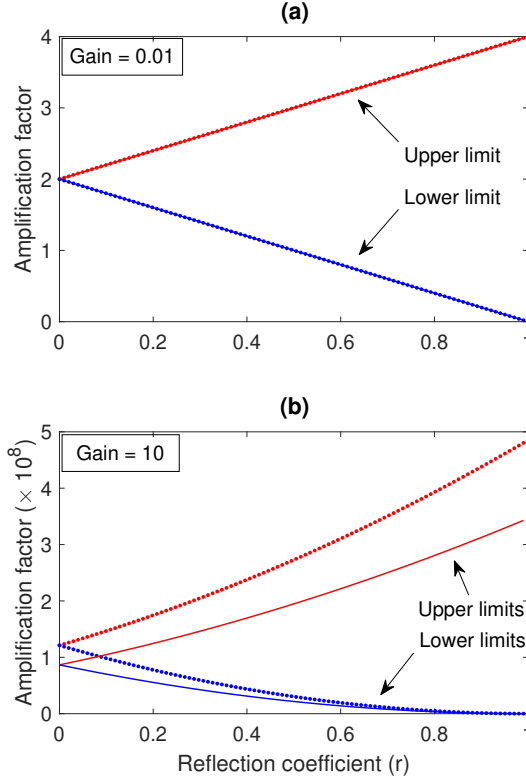 (a)
4
Gain = 0.01
3
Upper limit
2
Lower limit
1
0
0 0.2 0.4 0.6 0.8
Amplification factor
(b)
5
Gain = 10
4
3
2
Upper limits
1
Lower limits
0
0 0.2 0.4 0.6 0.8
Amplification factor (× 10^8)
Reflection coefficient (r)